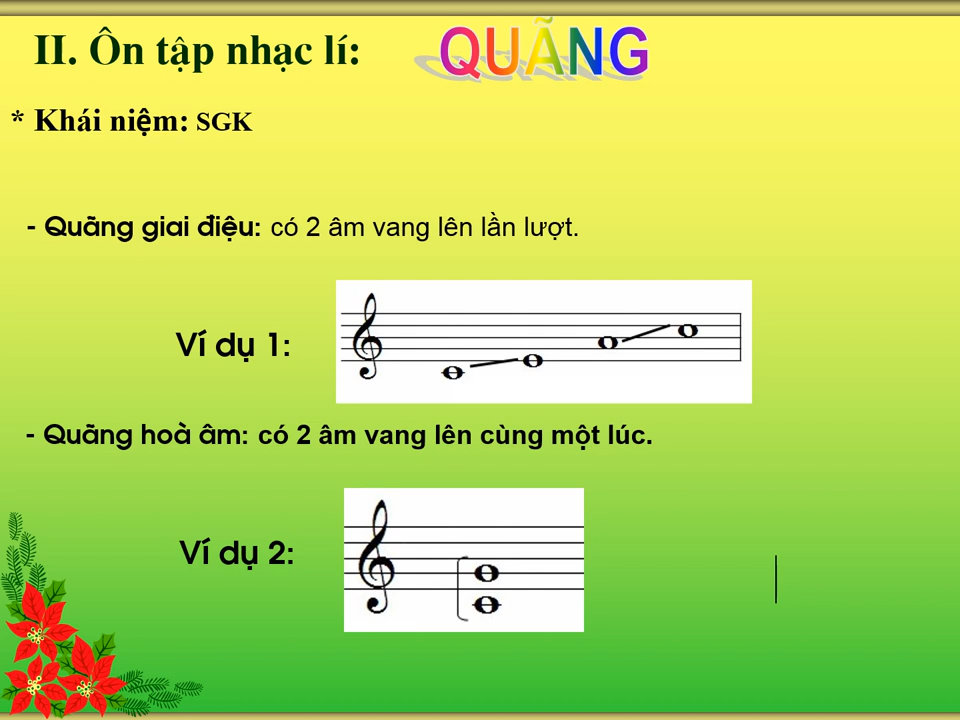 II. Ôn tập nhạc lí: QUÃNG
* Khái niệm: SGK
- Quãng giai điệu: có 2 âm vang lên lần lượt.
Ví dụ 1:
- Quãng hoà âm: có 2 âm vang lên cùng một lúc.
Ví dụ 2: